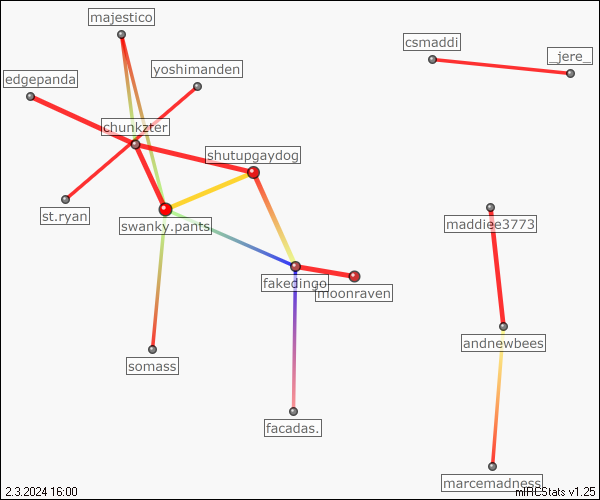 majestico
csmaddi
_jere_
yoshimanden
edgepanda
chunkzter
shutupgaydog
st.ryan
swanky.pants
maddiee3773
fakedingo
moonraven
andnewbees
somass
facadas.
marcemadness
2.3.2024 16:00
mIRCStats v1.25